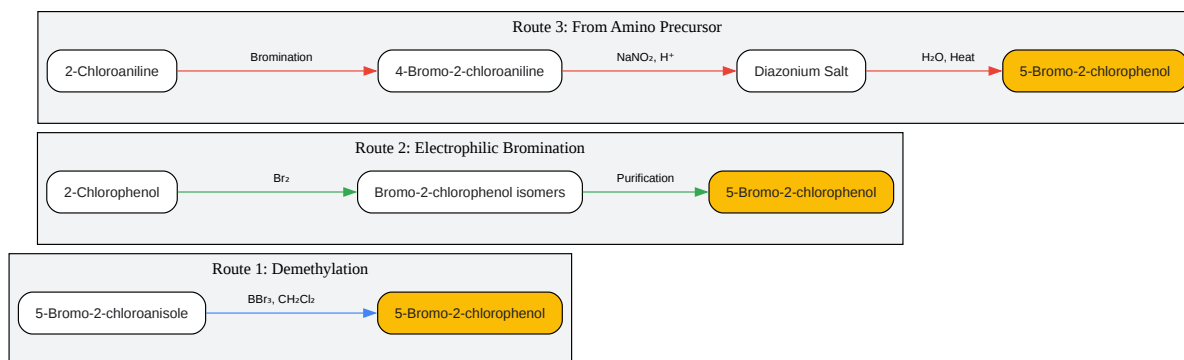 Route 3: From Amino Precursor
2-Chloroaniline
Bromination
4-Bromo-2-chloroaniline
NaNO₂, H⁺
Diazonium Salt
H₂O, Heat
5-Bromo-2-chlorophenol
Route 2: Electrophilic Bromination
2-Chlorophenol
Br₂
Bromo-2-chlorophenol isomers
Purification
5-Bromo-2-chlorophenol
Route 1: Demethylation
5-Bromo-2-chloroanisole
BBr₃, CH₂Cl₂
5-Bromo-2-chlorophenol